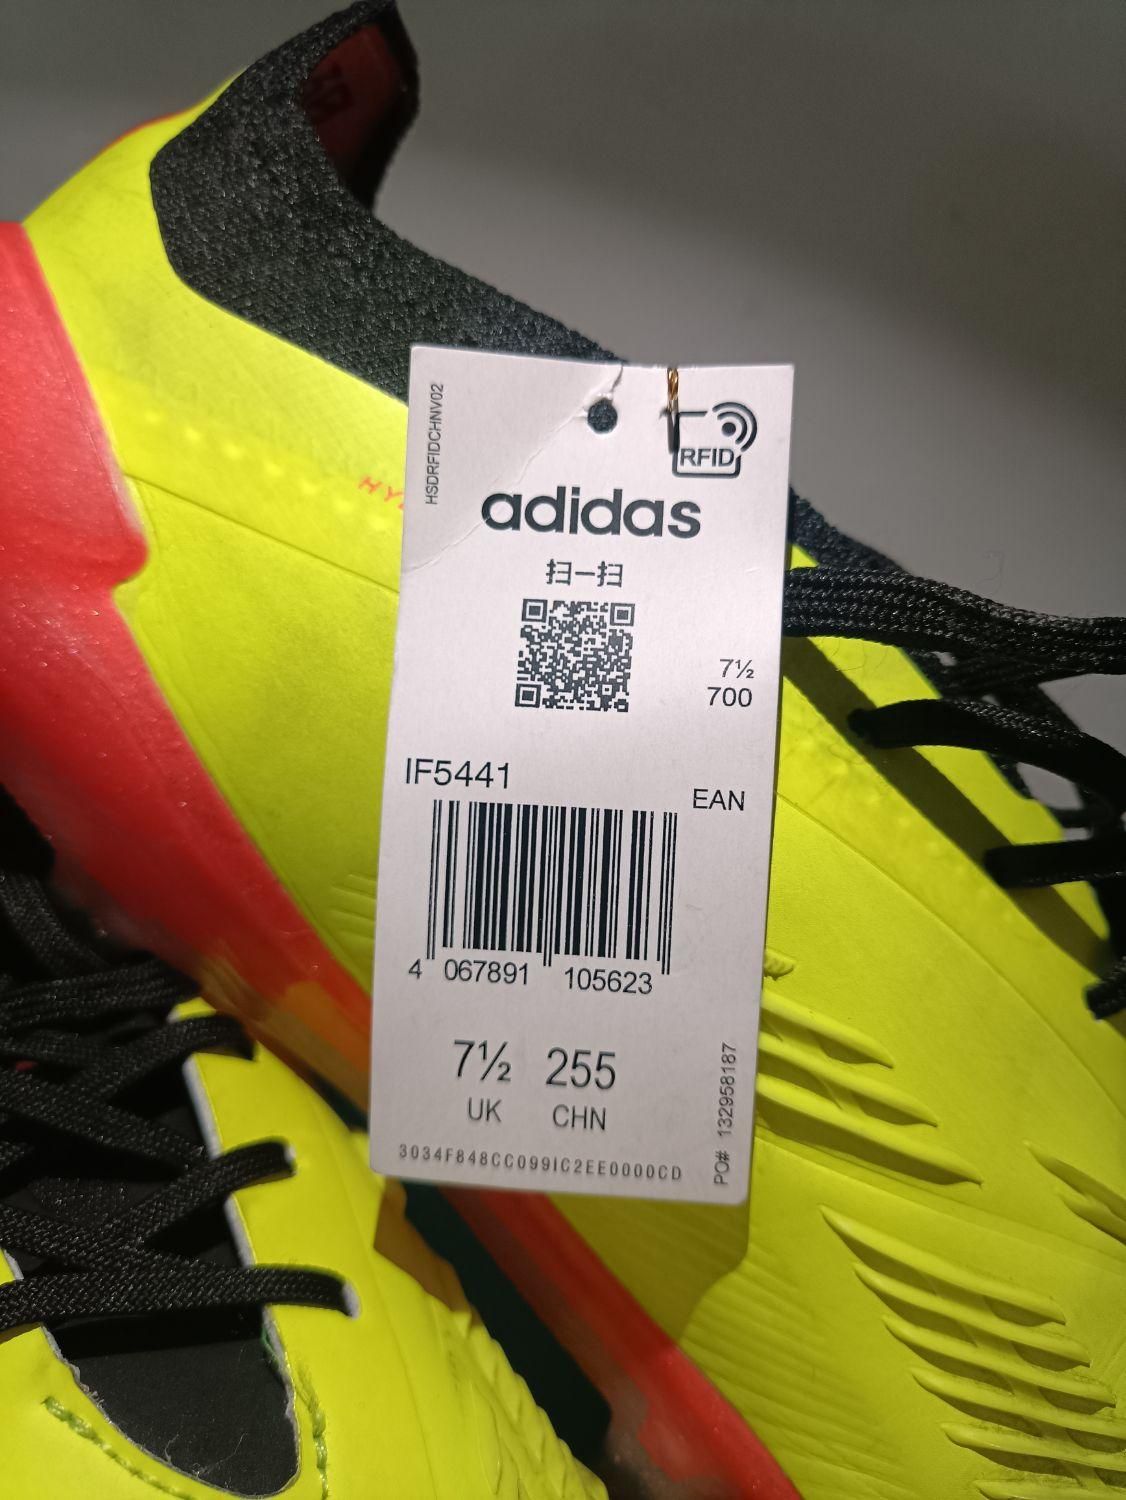 HSDRFIDCHNV02
RFID
adidas
扫一扫
7½
700
IF5441
EAN
4 067891 105623
7½ 255
UK CHN
PO# 132958187